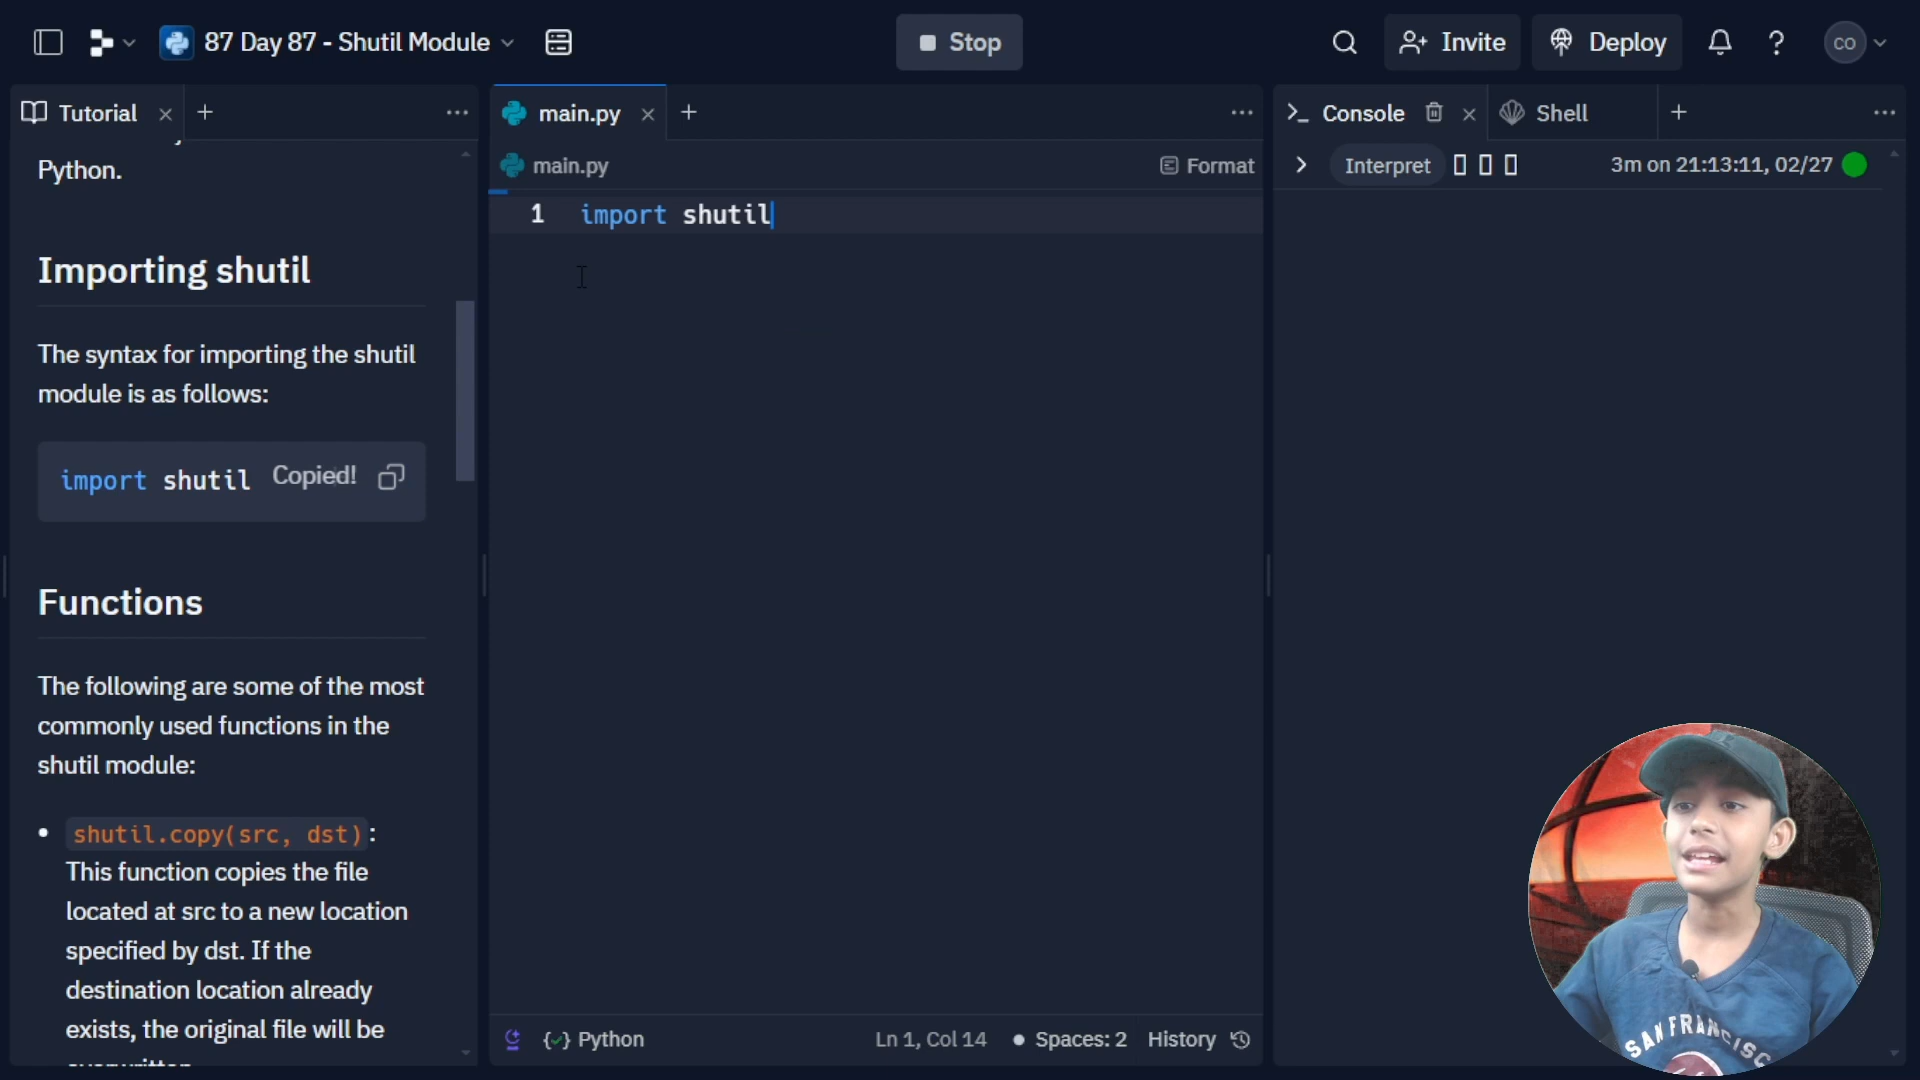 87 Day 87 - Shutil Module
Stop
Invite
Deploy
?
CO
Tutorial
main.py
Console
Shell
Python.
main.py
Format
Interpret
3m on 21:13:11, 02/27
1 import shutil
Importing shutil
The syntax for importing the shutil
module is as follows:
import shutil
Copied!
Functions
The following are some of the most
commonly used functions in the
shutil module:
• shutil.copy(src, dst):
This function copies the file
located at src to a new location
specified by dst. If the
destination location already
exists, the original file will be
Python
Ln 1, Col 14
Spaces: 2
History
SAN FRANCISC